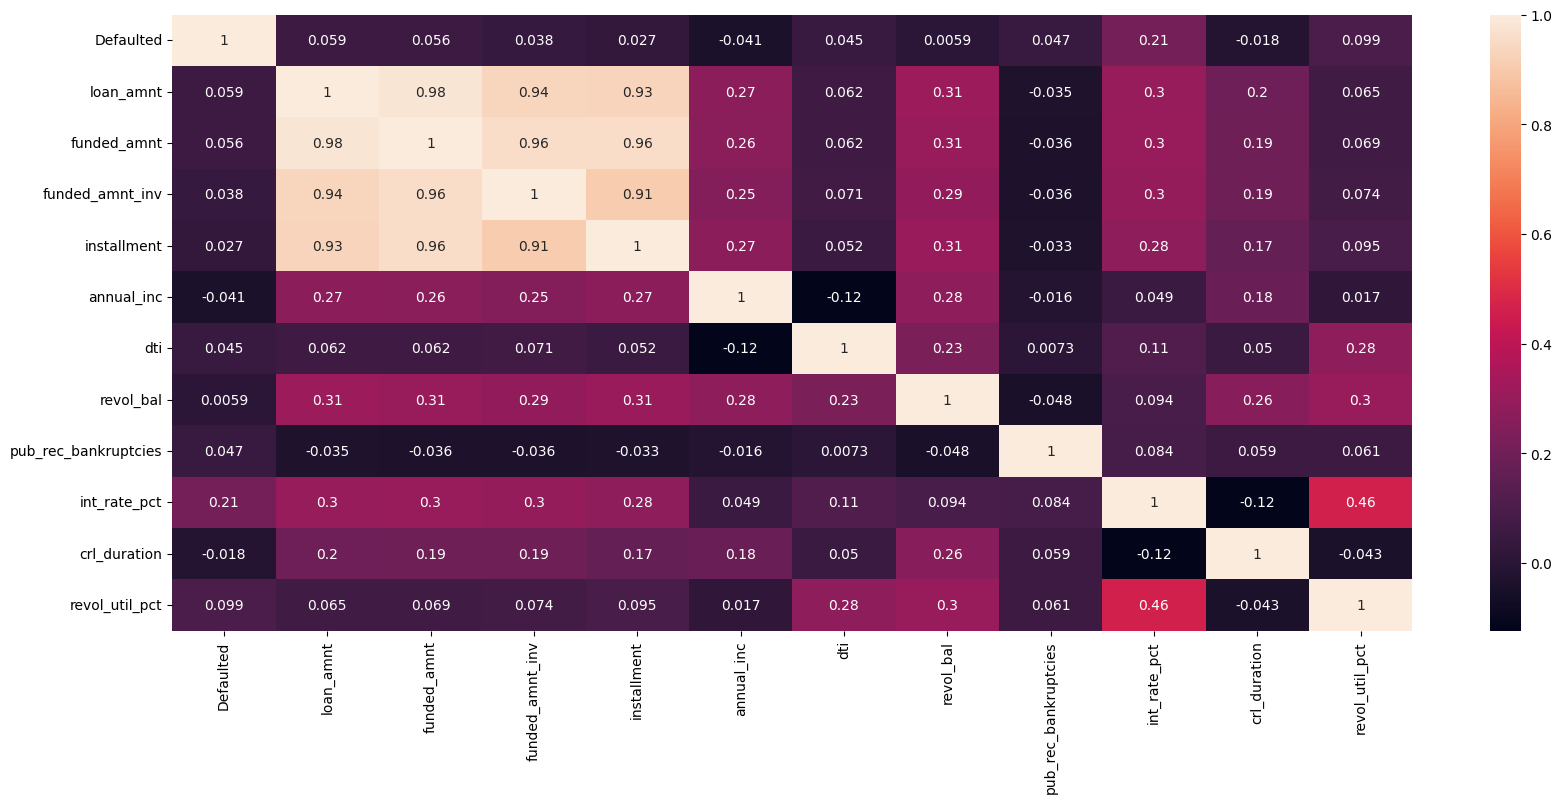 Defaulted 1 0.059 0.056 0.038 0.027 -0.041 0.045 0.0059 0.047 0.21 -0.018 0.099
loan_amnt 0.059 1 0.98 0.94 0.93 0.27 0.062 0.31 -0.035 0.3 0.2 0.065
funded_amnt 0.056 0.98 1 0.96 0.96 0.26 0.062 0.31 -0.036 0.3 0.19 0.069
funded_amnt_inv 0.038 0.94 0.96 1 0.91 0.25 0.071 0.29 -0.036 0.3 0.19 0.074
installment 0.027 0.93 0.96 0.91 1 0.27 0.052 0.31 -0.033 0.28 0.17 0.095
annual_inc -0.041 0.27 0.26 0.25 0.27 1 -0.12 0.28 -0.016 0.049 0.18 0.017
dti 0.045 0.062 0.062 0.071 0.052 -0.12 1 0.23 0.0073 0.11 0.05 0.28
revol_bal 0.0059 0.31 0.31 0.29 0.31 0.28 0.23 1 -0.048 0.094 0.26 0.3
pub_rec_bankruptcies 0.047 -0.035 -0.036 -0.036 -0.033 -0.016 0.0073 -0.048 1 0.084 0.059 0.061
int_rate_pct 0.21 0.3 0.3 0.3 0.28 0.049 0.11 0.094 0.084 1 -0.12 0.46
crl_duration -0.018 0.2 0.19 0.19 0.17 0.18 0.05 0.26 0.059 -0.12 1 -0.043
revol_util_pct 0.099 0.065 0.069 0.074 0.095 0.017 0.28 0.3 0.061 0.46 -0.043 1
Defaulted
loan_amnt
funded_amnt
funded_amnt_inv
installment
annual_inc
dti
revol_bal
pub_rec_bankruptcies
int_rate_pct
crl_duration
revol_util_pct
1.0
0.8
0.6
0.4
0.2
0.0